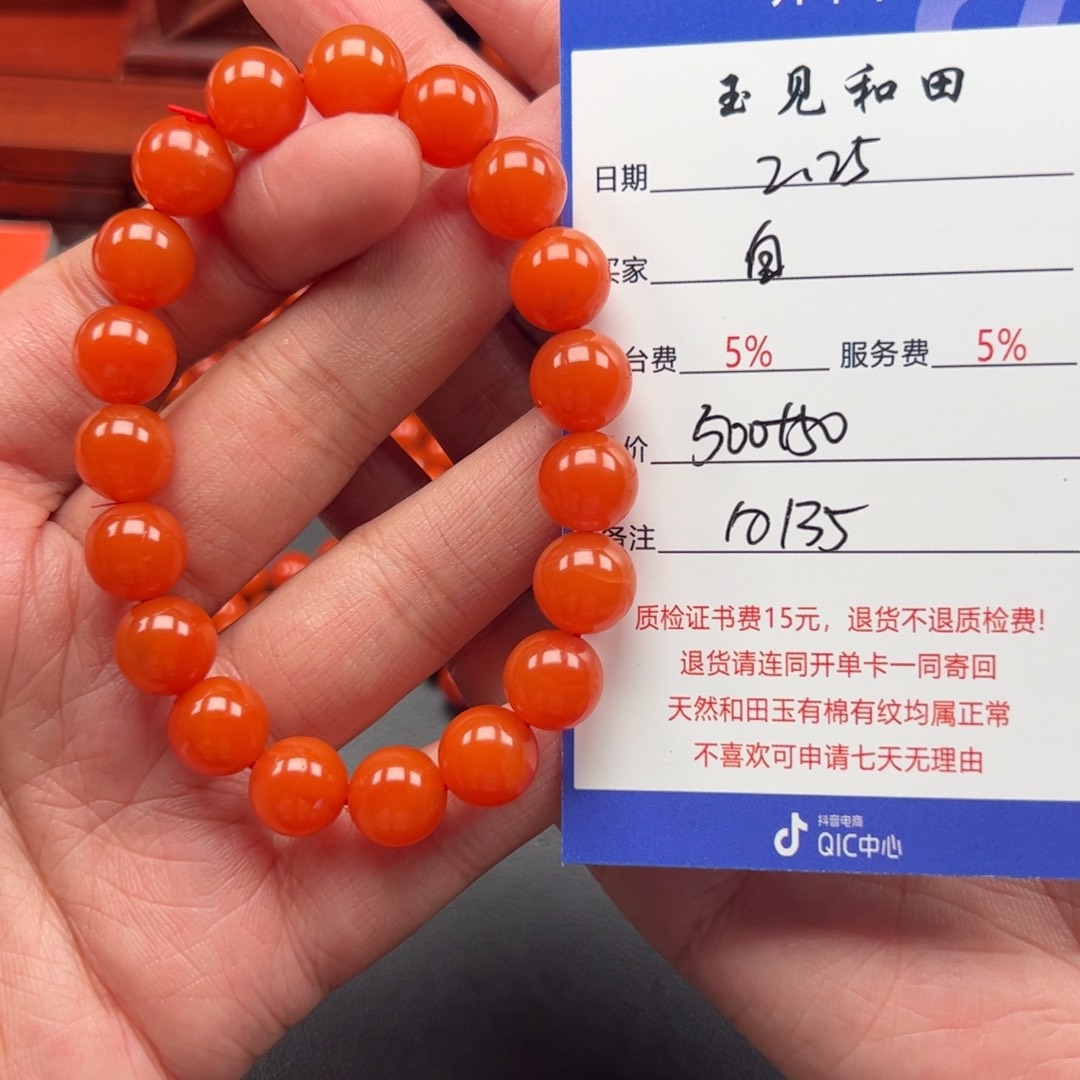 玉见和田
日期 2.25
买家
台费 5% 服务费 5%
价 500+50
备注 10135
质检证书费15元，退货不退质检费!
退货请连同开单卡一同寄回
天然和田玉有棉有纹均属正常
不喜欢可申请七天无理由
抖音电商
QIC中心